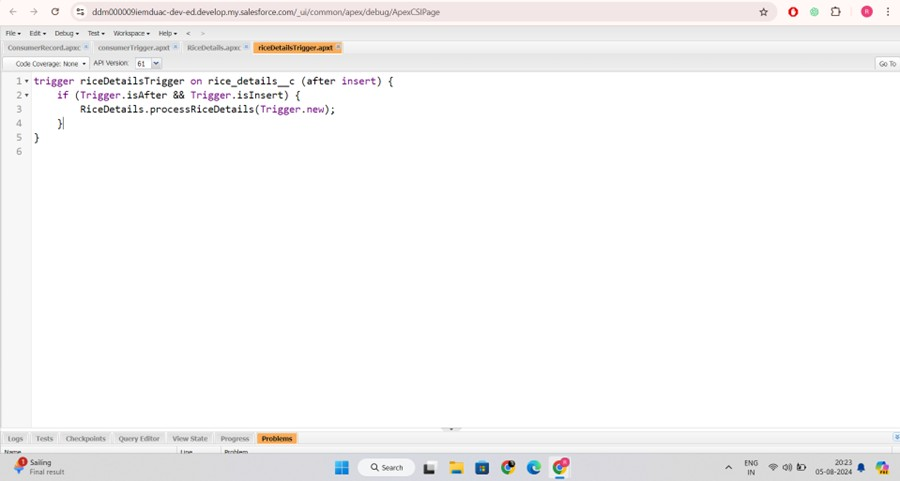 ddm000009iemduac-dev-ed.develop.my.salesforce.com/_ui/common/apex/debug/ApexCSIPage
R
File Edit Debug Test Workspace Help < >
ConsumerRecord.apxc consumerTrigger.apxt RiceDetails.apxc riceDetailsTrigger.apxt
Code Coverage: None API Version: 61 Go To
1 trigger riceDetailsTrigger on rice_details__c (after insert) {
2 if (Trigger.isAfter && Trigger.isInsert) {
3 RiceDetails.processRiceDetails(Trigger.new);
4 }
5 }
6
Logs Tests Checkpoints Query Editor View State Progress Problems
Name Line Problem
1 Sailing
Final result
Search
ENG
IN
20:23
05-08-2024